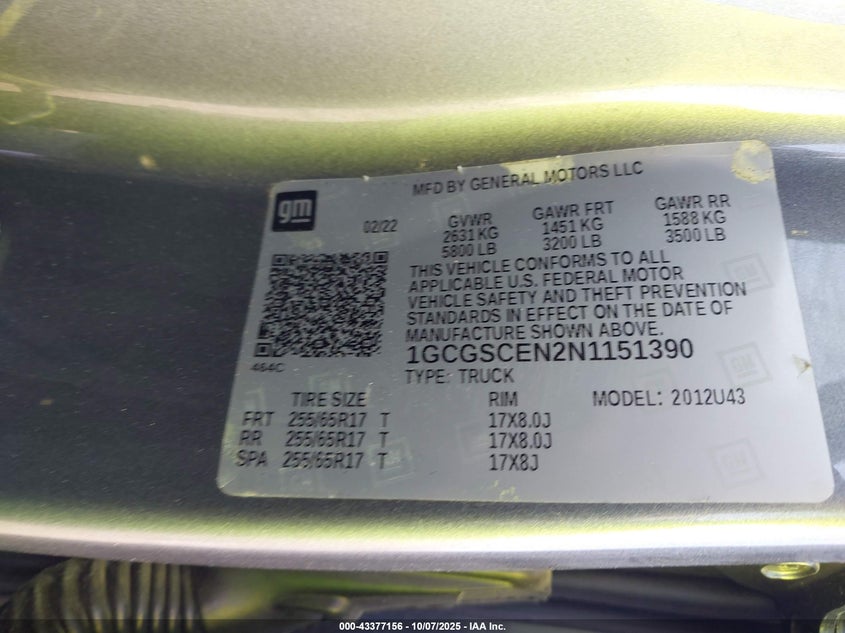 MFD BY GENERAL MOTORS LLC
gm
02/22
GVWR GAWR FRT GAWR RR
2631 KG 1451 KG 1588 KG
5800 LB 3200 LB 3500 LB
THIS VEHICLE CONFORMS TO ALL
APPLICABLE U.S. FEDERAL MOTOR
VEHICLE SAFETY AND THEFT PREVENTION
STANDARDS IN EFFECT ON THE DATE OF
MANUFACTURE SHOWN ABOVE.
464C
1GCGSCEN2N1151390
TYPE: TRUCK
TIRE SIZE RIM MODEL: 2012U43
FRT 255/65R17 T 17X8.0J
RR 255/65R17 T 17X8.0J
SPA 255/65R17 T 17X8J
000-43377156 - 10/07/2025 - IAA Inc.